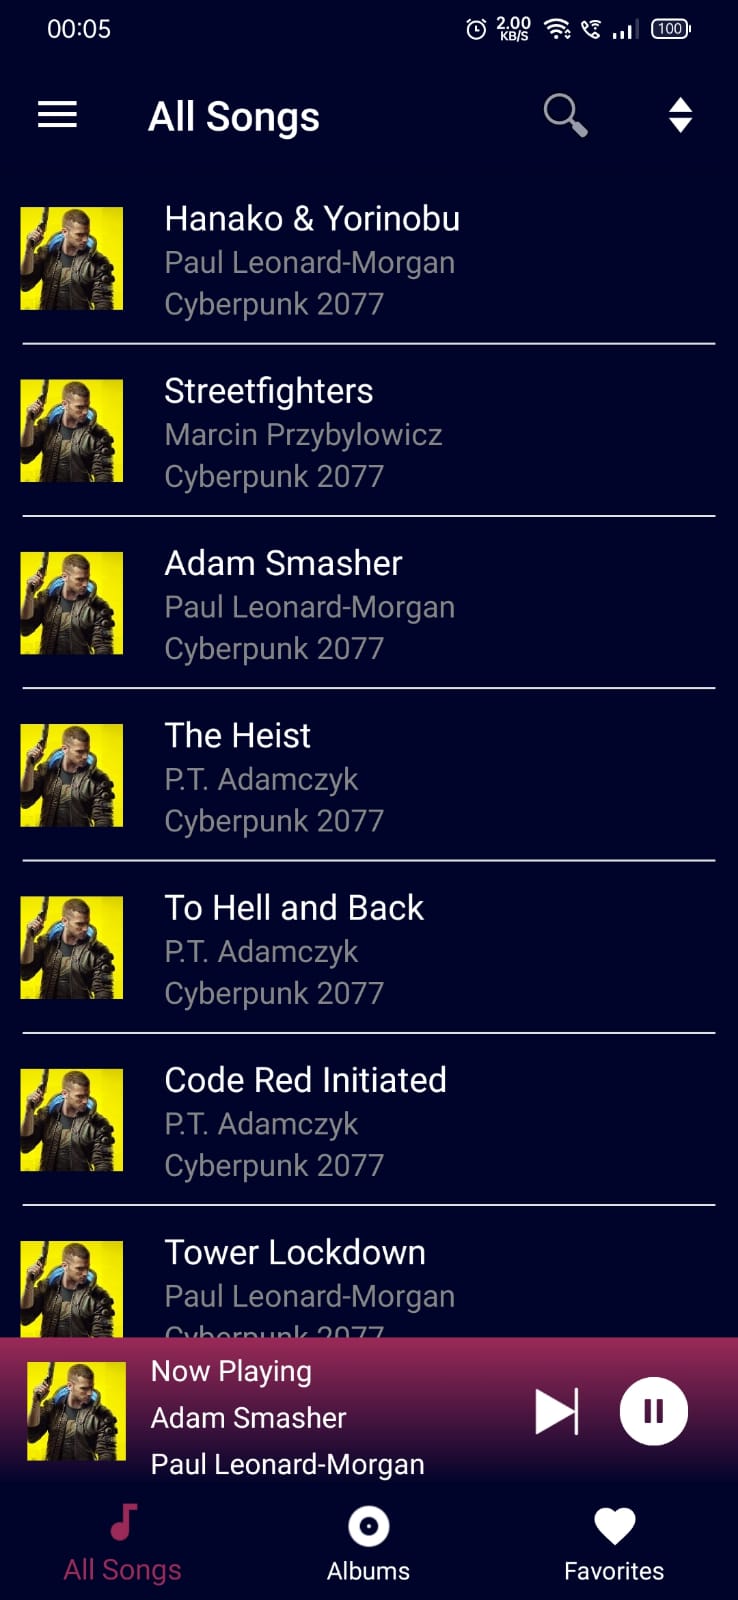 00:05
2.00
KB/S
100
All Songs
Hanako & Yorinobu
Paul Leonard-Morgan
Cyberpunk 2077
Streetfighters
Marcin Przybylowicz
Cyberpunk 2077
Adam Smasher
Paul Leonard-Morgan
Cyberpunk 2077
The Heist
P.T. Adamczyk
Cyberpunk 2077
To Hell and Back
P.T. Adamczyk
Cyberpunk 2077
Code Red Initiated
P.T. Adamczyk
Cyberpunk 2077
Tower Lockdown
Paul Leonard-Morgan
Cyberpunk 2077
Now Playing
Adam Smasher
Paul Leonard-Morgan
All Songs
Albums
Favorites